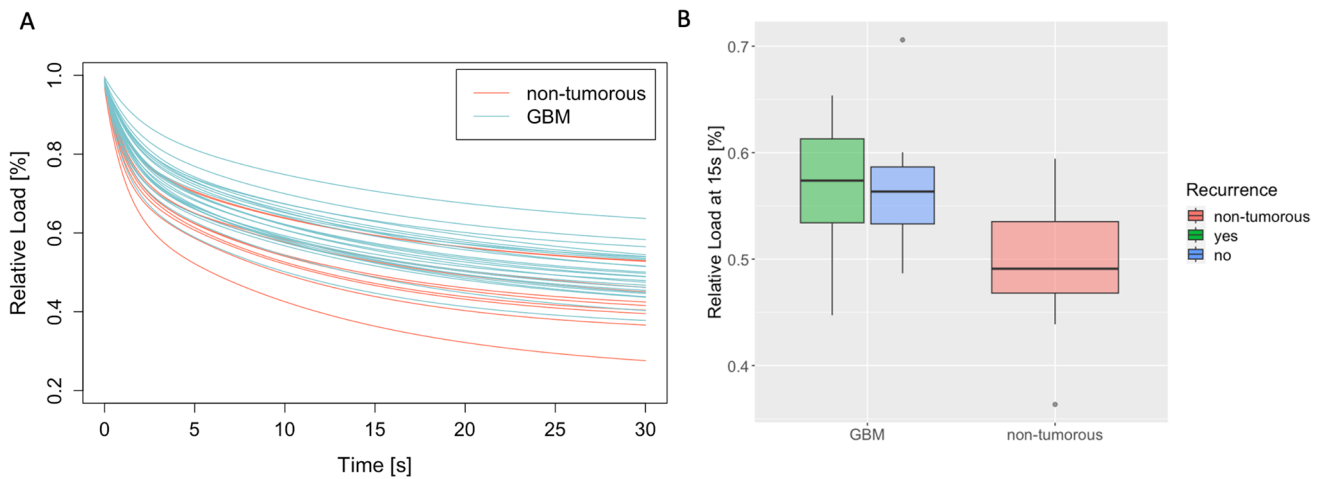 A
Relative Load [%]
1.0
0.8
0.6
0.4
0.2
non-tumorous
GBM
0 5 10 15 20 25 30
Time [s]
B
Relative Load at 15s [%]
0.7
0.6
0.5
0.4
GBM non-tumorous
Recurrence
non-tumorous
yes
no